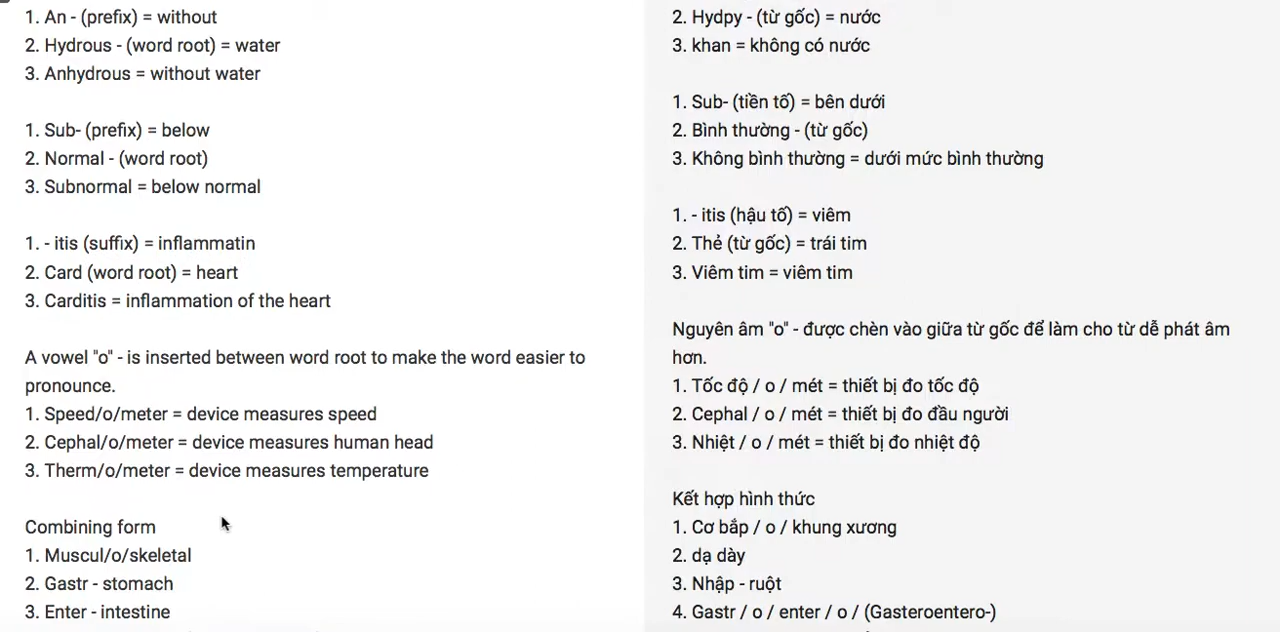 1. An - (prefix) = without
2. Hydrous - (word root) = water
3. Anhydrous = without water
1. Sub- (prefix) = below
2. Normal - (word root)
3. Subnormal = below normal
1. - itis (suffix) = inflammatin
2. Card (word root) = heart
3. Carditis = inflammation of the heart
A vowel "o" - is inserted between word root to make the word easier to
pronounce.
1. Speed/o/meter = device measures speed
2. Cephal/o/meter = device measures human head
3. Therm/o/meter = device measures temperature
Combining form
1. Muscul/o/skeletal
2. Gastr - stomach
3. Enter - intestine
2. Hydpy - (từ gốc) = nước
3. khan = không có nước
1. Sub- (tiền tố) = bên dưới
2. Bình thường - (từ gốc)
3. Không bình thường = dưới mức bình thường
1. - itis (hậu tố) = viêm
2. Thẻ (từ gốc) = trái tim
3. Viêm tim = viêm tim
Nguyên âm "o" - được chèn vào giữa từ gốc để làm cho từ dễ phát âm
hơn.
1. Tốc độ / o / mét = thiết bị đo tốc độ
2. Cephal / o / mét = thiết bị đo đầu người
3. Nhiệt / o / mét = thiết bị đo nhiệt độ
Kết hợp hình thức
1. Cơ bắp / o / khung xương
2. dạ dày
3. Nhập - ruột
4. Gastr / o / enter / o / (Gasteroentero-)